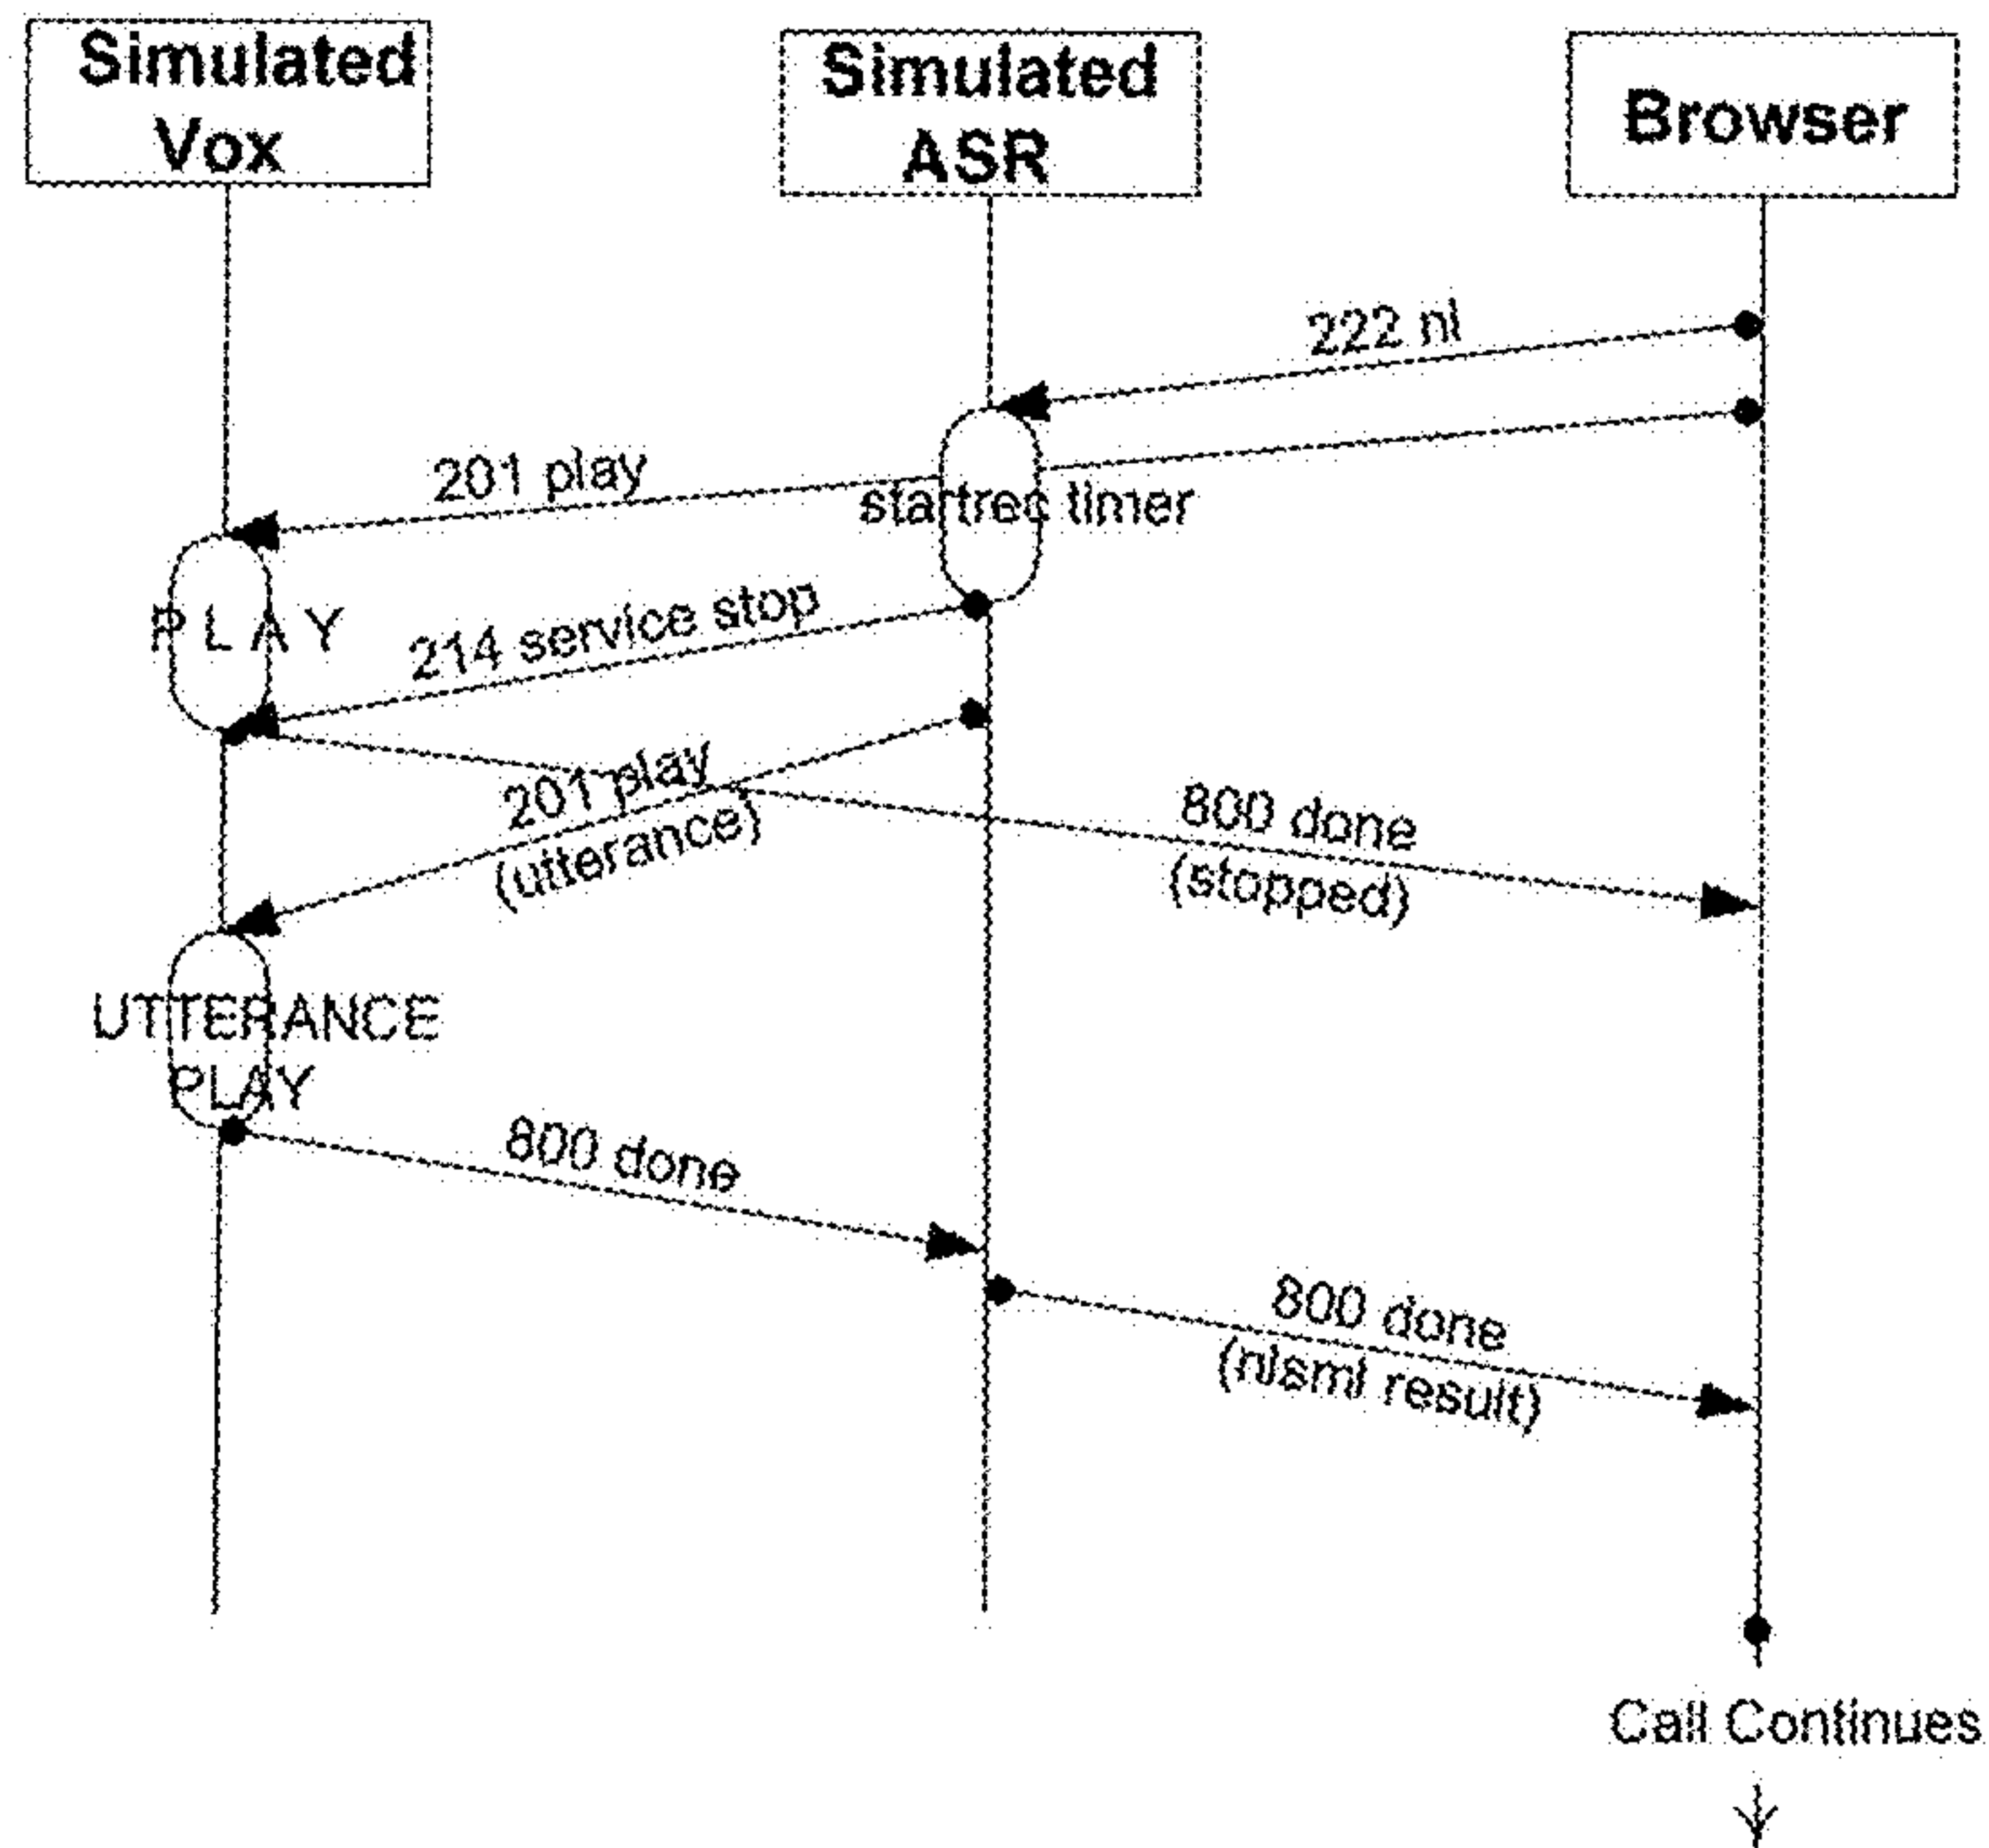 Simulated
Vox
Simulated
ASR
Browser
222 nl
201 play
startrec timer
PLAY
214 service stop
201 play
(utterance)
800 done
(stopped)
UTTERANCE
PLAY
800 done
800 done
(nlsml result)
Call Continues